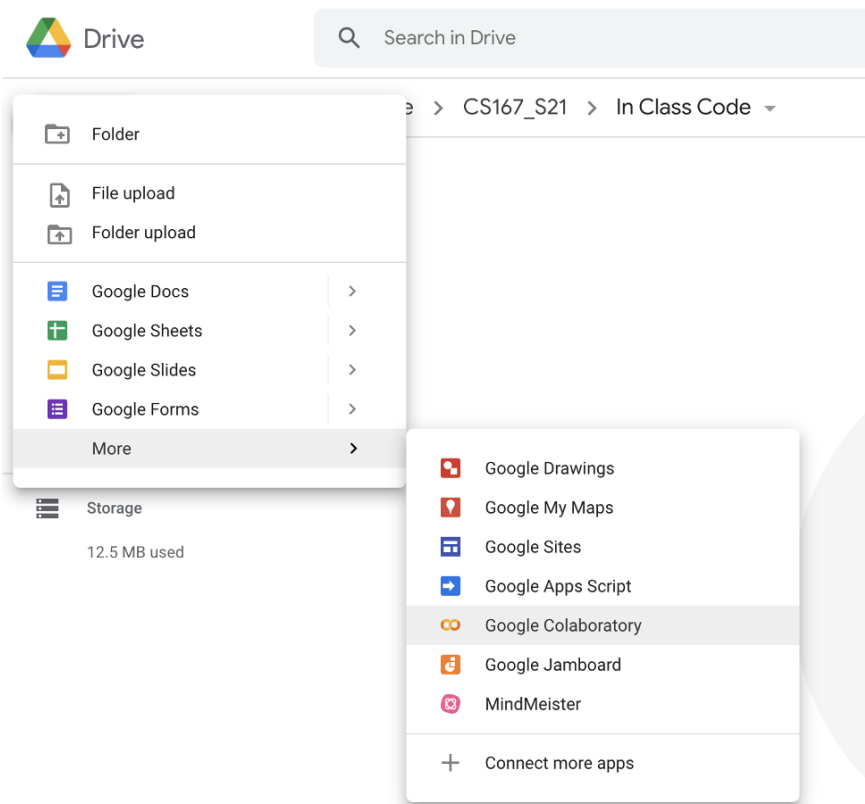 Drive
Search in Drive
e > CS167_S21 > In Class Code
Folder
File upload
Folder upload
Google Docs
Google Sheets
Google Slides
Google Forms
More
Storage
12.5 MB used
Google Drawings
Google My Maps
Google Sites
Google Apps Script
Google Colaboratory
Google Jamboard
MindMeister
Connect more apps